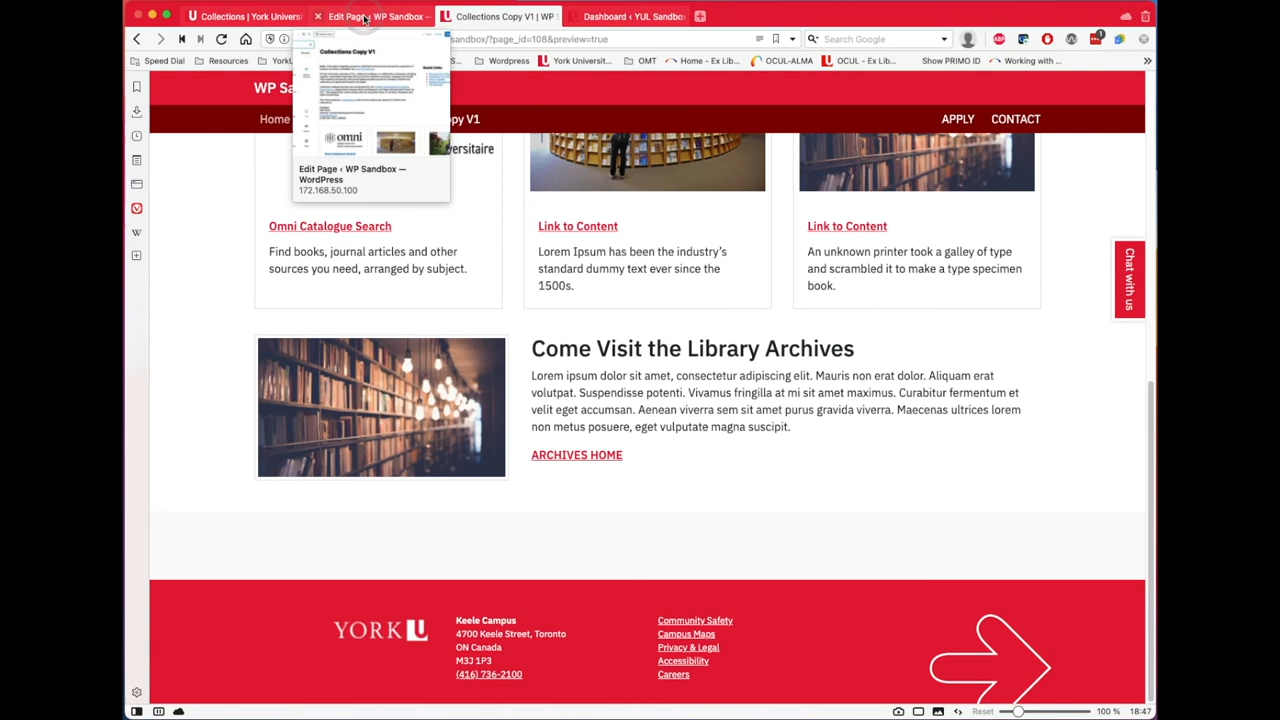 Collections | York Univers
Edit Page ‹ WP Sandbox —
Collections Copy V1 | WP S
Dashboard ‹ YUL Sandbo
sandbox/?page_id=108&preview=true
Search Google
1
Speed Dial
Resources
YorkU
S...
Wordpress
York Universit...
OMT
Home - Ex Lib...
OCUL - Lib...
Show PRIMO ID
Working with ...
»
WP Sa
Collections Copy V1
Quick Links
omni
Edit Page ‹ WP Sandbox —
WordPress
172.168.50.100
Home
opy V1
APPLY
CONTACT
versitaire
Omni Catalogue Search
Find books, journal articles and other
sources you need, arranged by subject.
Link to Content
Lorem Ipsum has been the industry's
standard dummy text ever since the
1500s.
Link to Content
An unknown printer took a galley of type
and scrambled it to make a type specimen
book.
Chat with us
Come Visit the Library Archives
Lorem ipsum dolor sit amet, consectetur adipiscing elit. Mauris non erat dolor. Aliquam erat
volutpat. Suspendisse potenti. Vivamus fringilla at mi sit amet maximus. Curabitur fermentum et
velit eget accumsan. Aenean viverra sem sit amet purus gravida viverra. Maecenas ultrices lorem
non metus posuere, eget vulputate magna suscipit.
ARCHIVES HOME
YORK U
Keele Campus
4700 Keele Street, Toronto
ON Canada
M3J 1P3
(416) 736-2100
Community Safety
Campus Maps
Privacy & Legal
Accessibility
Careers
Reset
100 %
18:47